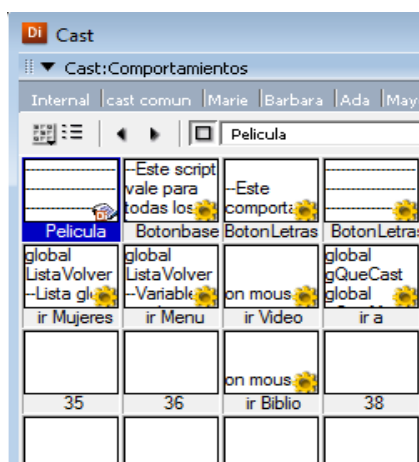 Di Cast
Cast:Comportamientos
Internal cast comun Marie Barbara Ada May
Pelicula
--Este script
vale para
todas los
--Este
comporta
Pelicula Botonbase BotonLetras BotonLetra
global
ListaVolver
--Lista gl
global
ListaVolver
--Variable
on mous
global
gQueCast
global
ir Mujeres ir Menu ir Video ir a
on mous
35 36 ir Biblio 38